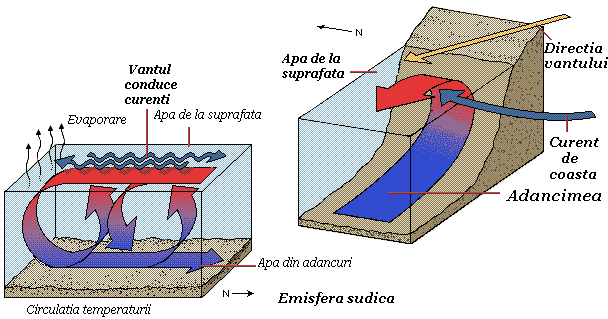 Vantul
conduce
curenti
Evaporare
Apa de la suprafata
Apa din adancuri
N
Circulatia temperaturii
Emisfera sudica
N
Apa de la
suprafata
Directia
vantului
Curent
de
coasta
Adancimea